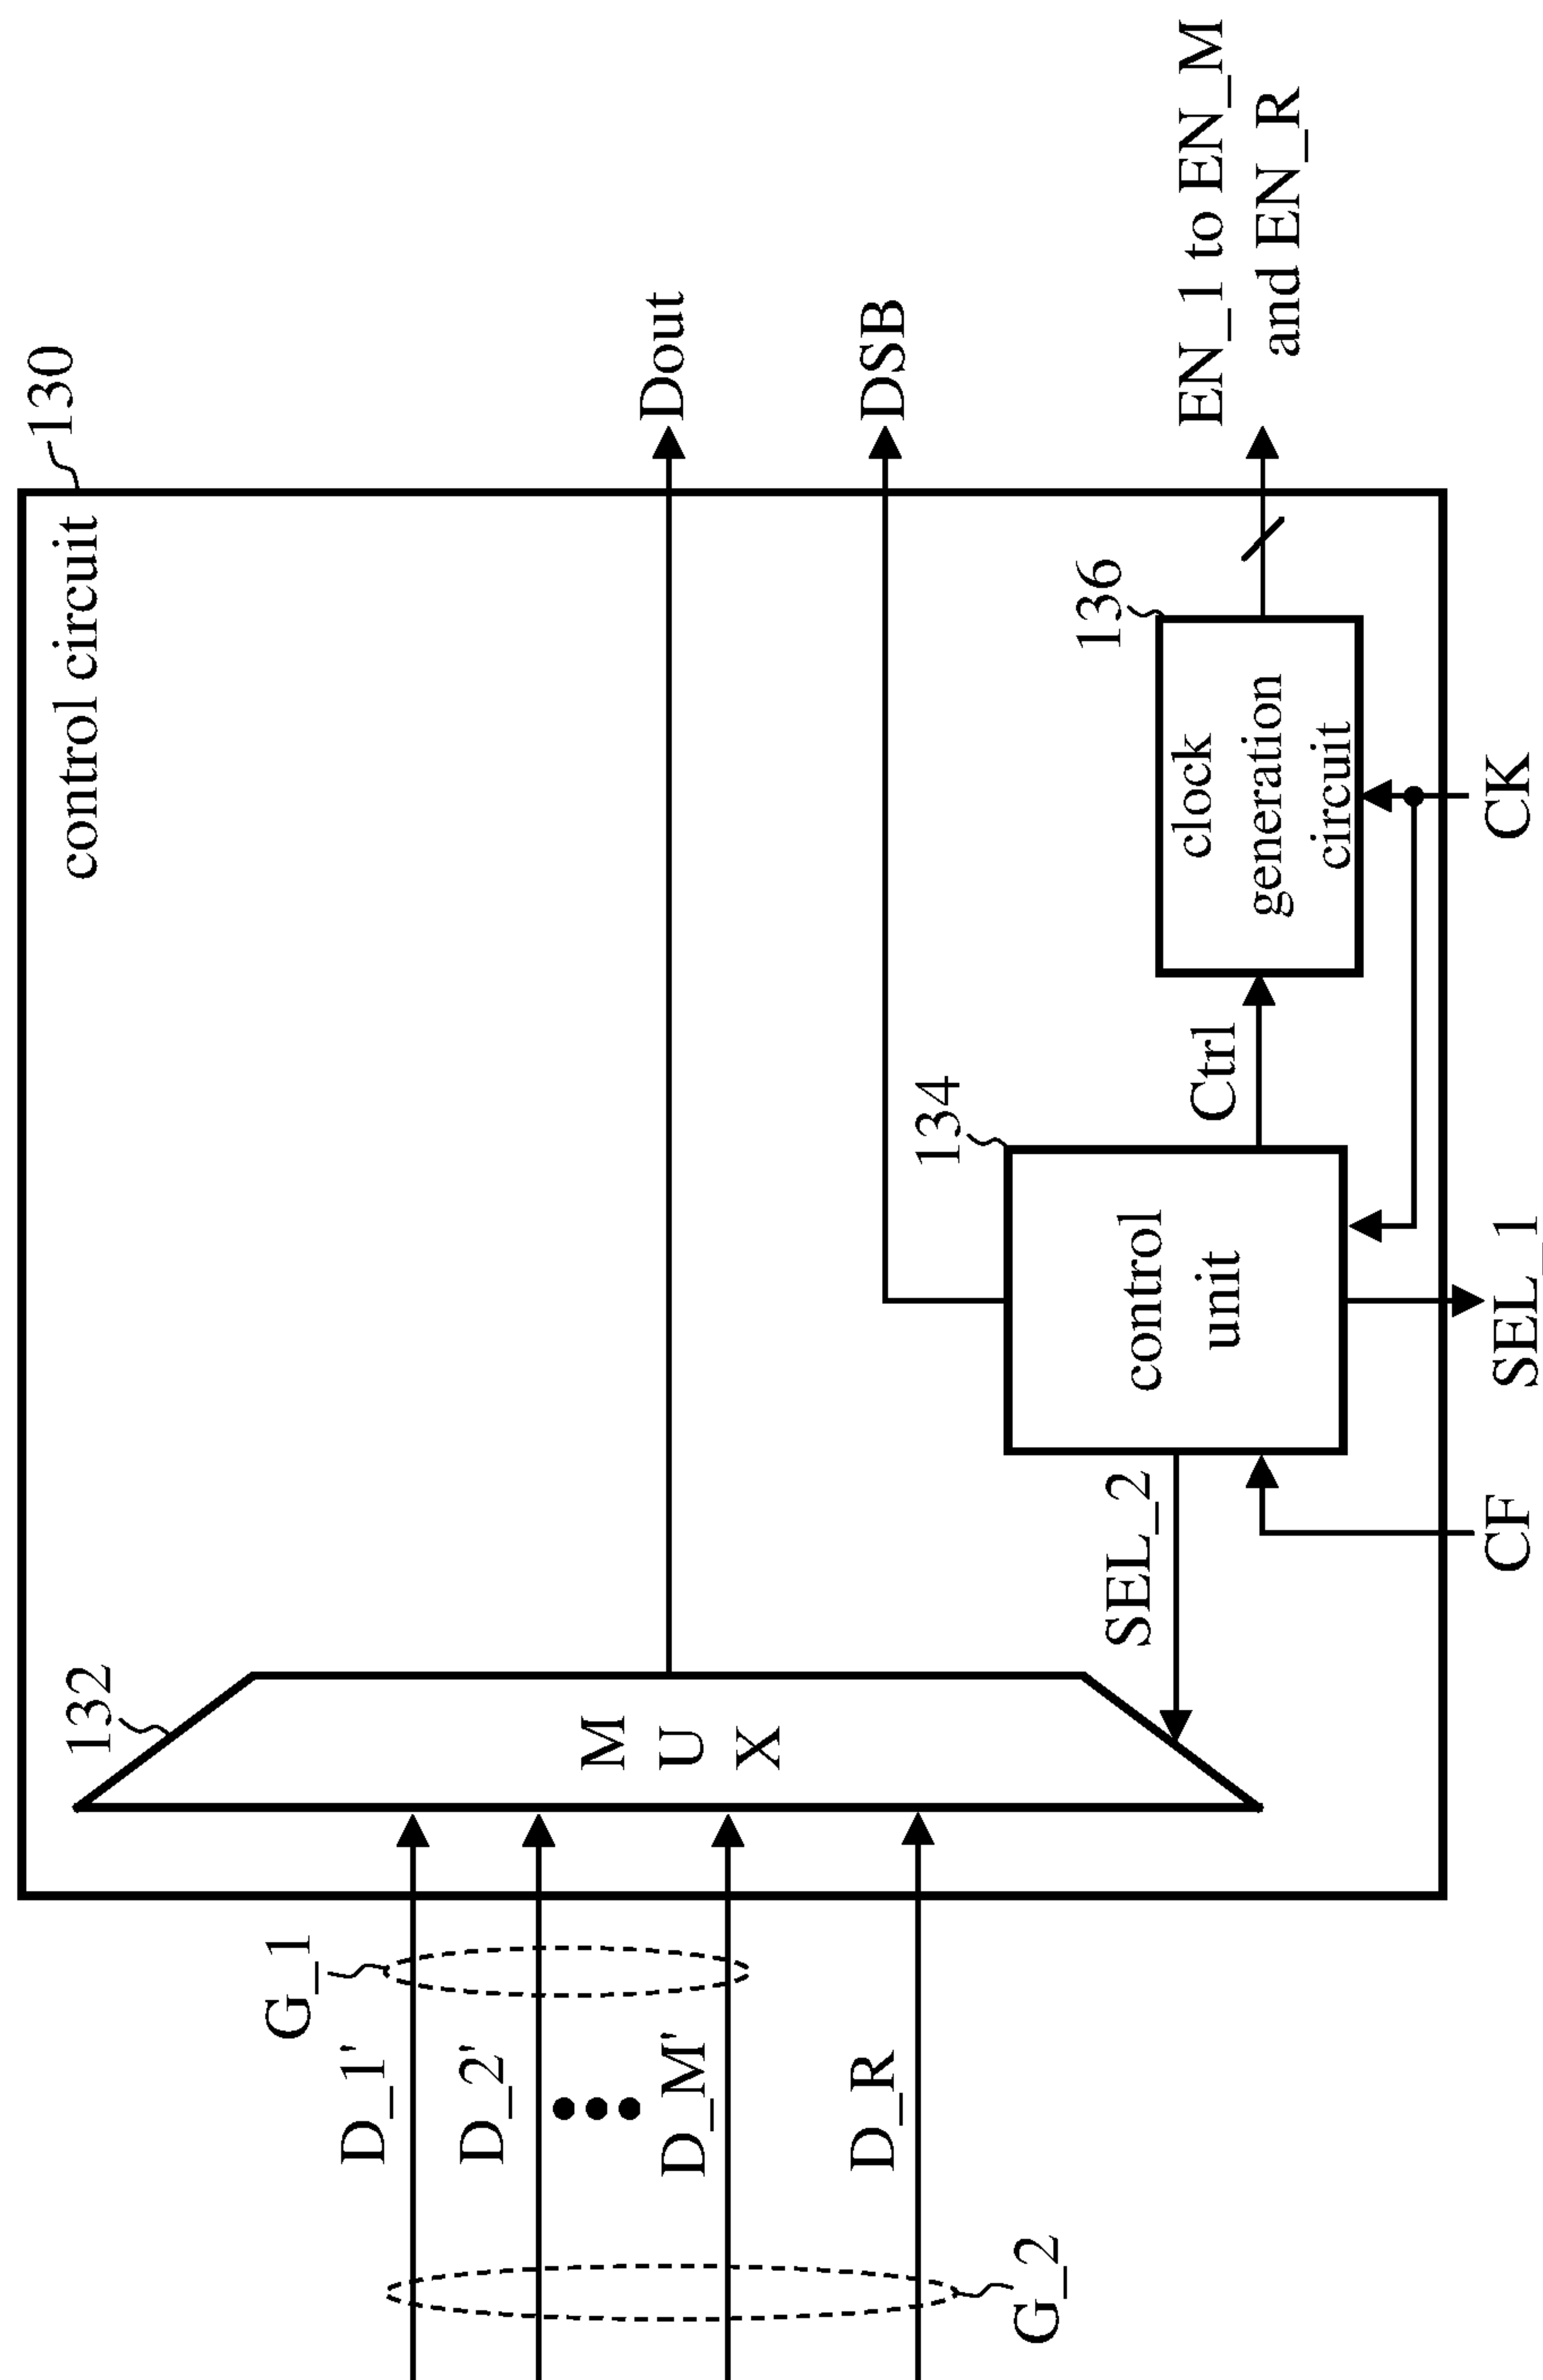 130
control circuit
132
M
U
X
G_1
D_1'
D_2'
D_M'
D_R
G_2
Dout
DSB
SEL_2
134
control
unit
Ctrl
136
clock
generation
circuit
EN_1 to EN_M
and EN_R
CF
SEL_1
CK